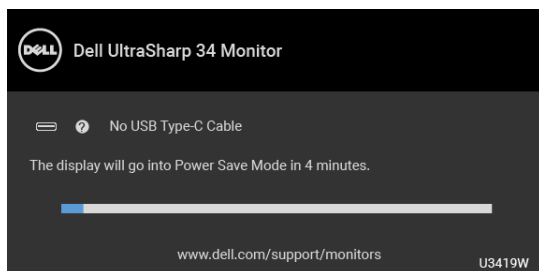 DELL
Dell UltraSharp 34 Monitor
? No USB Type-C Cable
The display will go into Power Save Mode in 4 minutes.
www.dell.com/support/monitors
U3419W